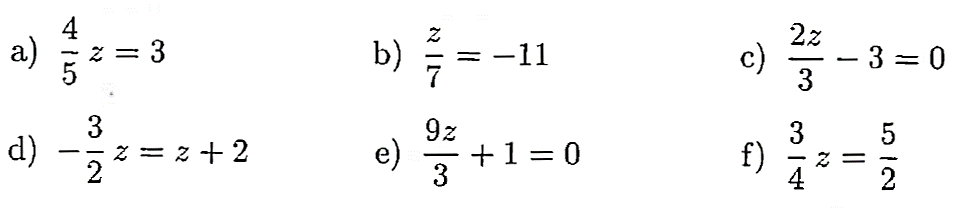 a) 4/5 z = 3    b) z/7 = −11    c) 2z/3 − 3 = 0
d) −3/2 z = z + 2    e) 9z/3 + 1 = 0    f) 3/4 z = 5/2